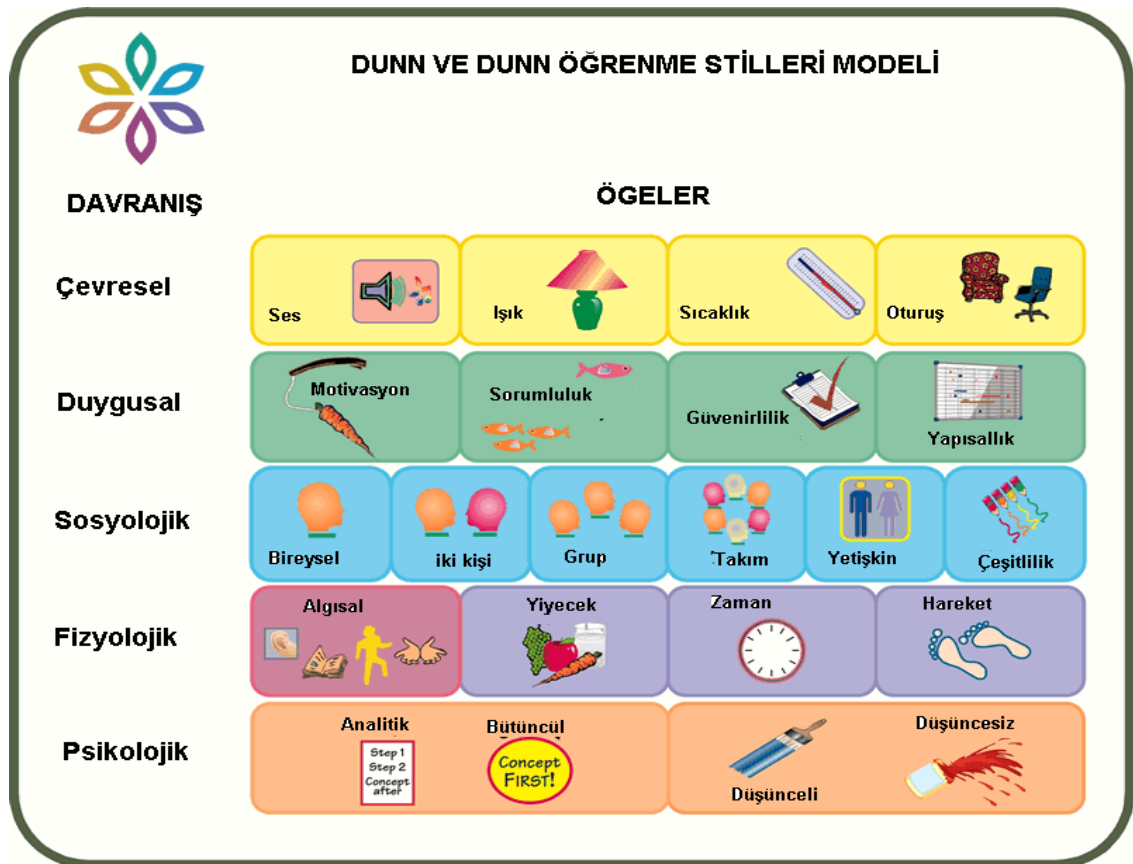 DUNN VE DUNN ÖĞRENME STİLLERİ MODELİ
DAVRANIŞ
ÖGELER
Çevresel
Ses
Işık
Sıcaklık
Oturuş
Duygusal
Motivasyon
Sorumluluk
Güvenirlilik
Yapısallık
Sosyolojik
Bireysel
iki kişi
Grup
Takım
Yetişkin
Çeşitlilik
Fizyolojik
Algısal
Yiyecek
Zaman
Hareket
Psikolojik
Analitik
Step 1
Step 2
Concept
after
Bütüncül
Concept
FIRST!
Düşünceli
Düşüncesiz